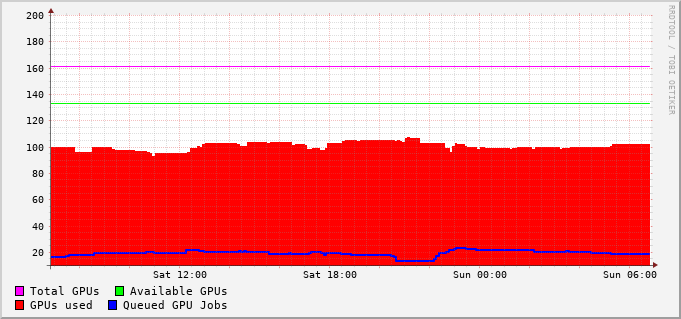 200
180
160
140
120
100
80
60
40
20
Sat 12:00 Sat 18:00 Sun 00:00 Sun 06:00
Total GPUs Available GPUs
GPUs used Queued GPU Jobs
RRDTOOL / TOBI OETIKER